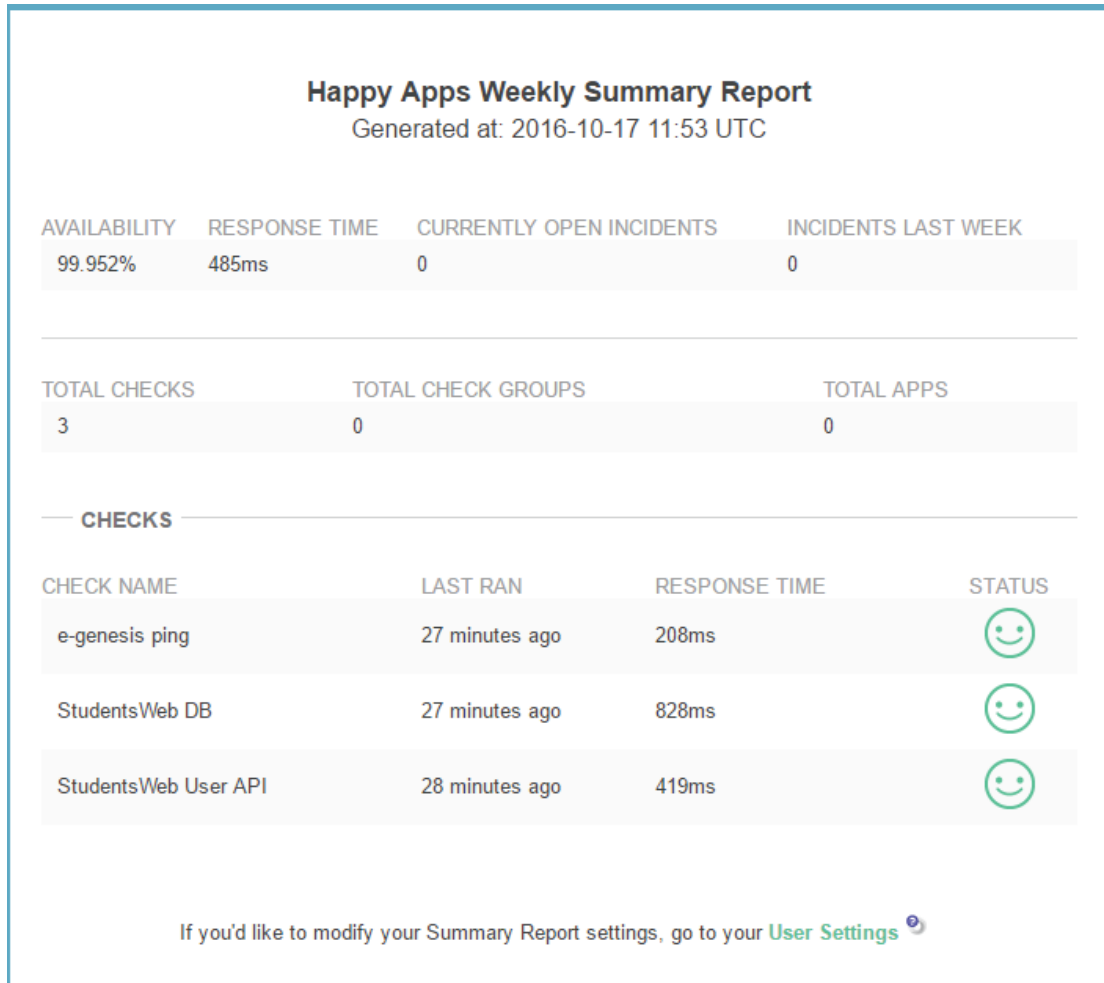 Happy Apps Weekly Summary Report
Generated at: 2016-10-17 11:53 UTC
AVAILABILITY RESPONSE TIME CURRENTLY OPEN INCIDENTS INCIDENTS LAST WEEK
99.952% 485ms 0 0
TOTAL CHECKS TOTAL CHECK GROUPS TOTAL APPS
3 0 0
CHECKS
CHECK NAME LAST RAN RESPONSE TIME STATUS
e-genesis ping 27 minutes ago 208ms
StudentsWeb DB 27 minutes ago 828ms
StudentsWeb User API 28 minutes ago 419ms
If you'd like to modify your Summary Report settings, go to your User Settings ?